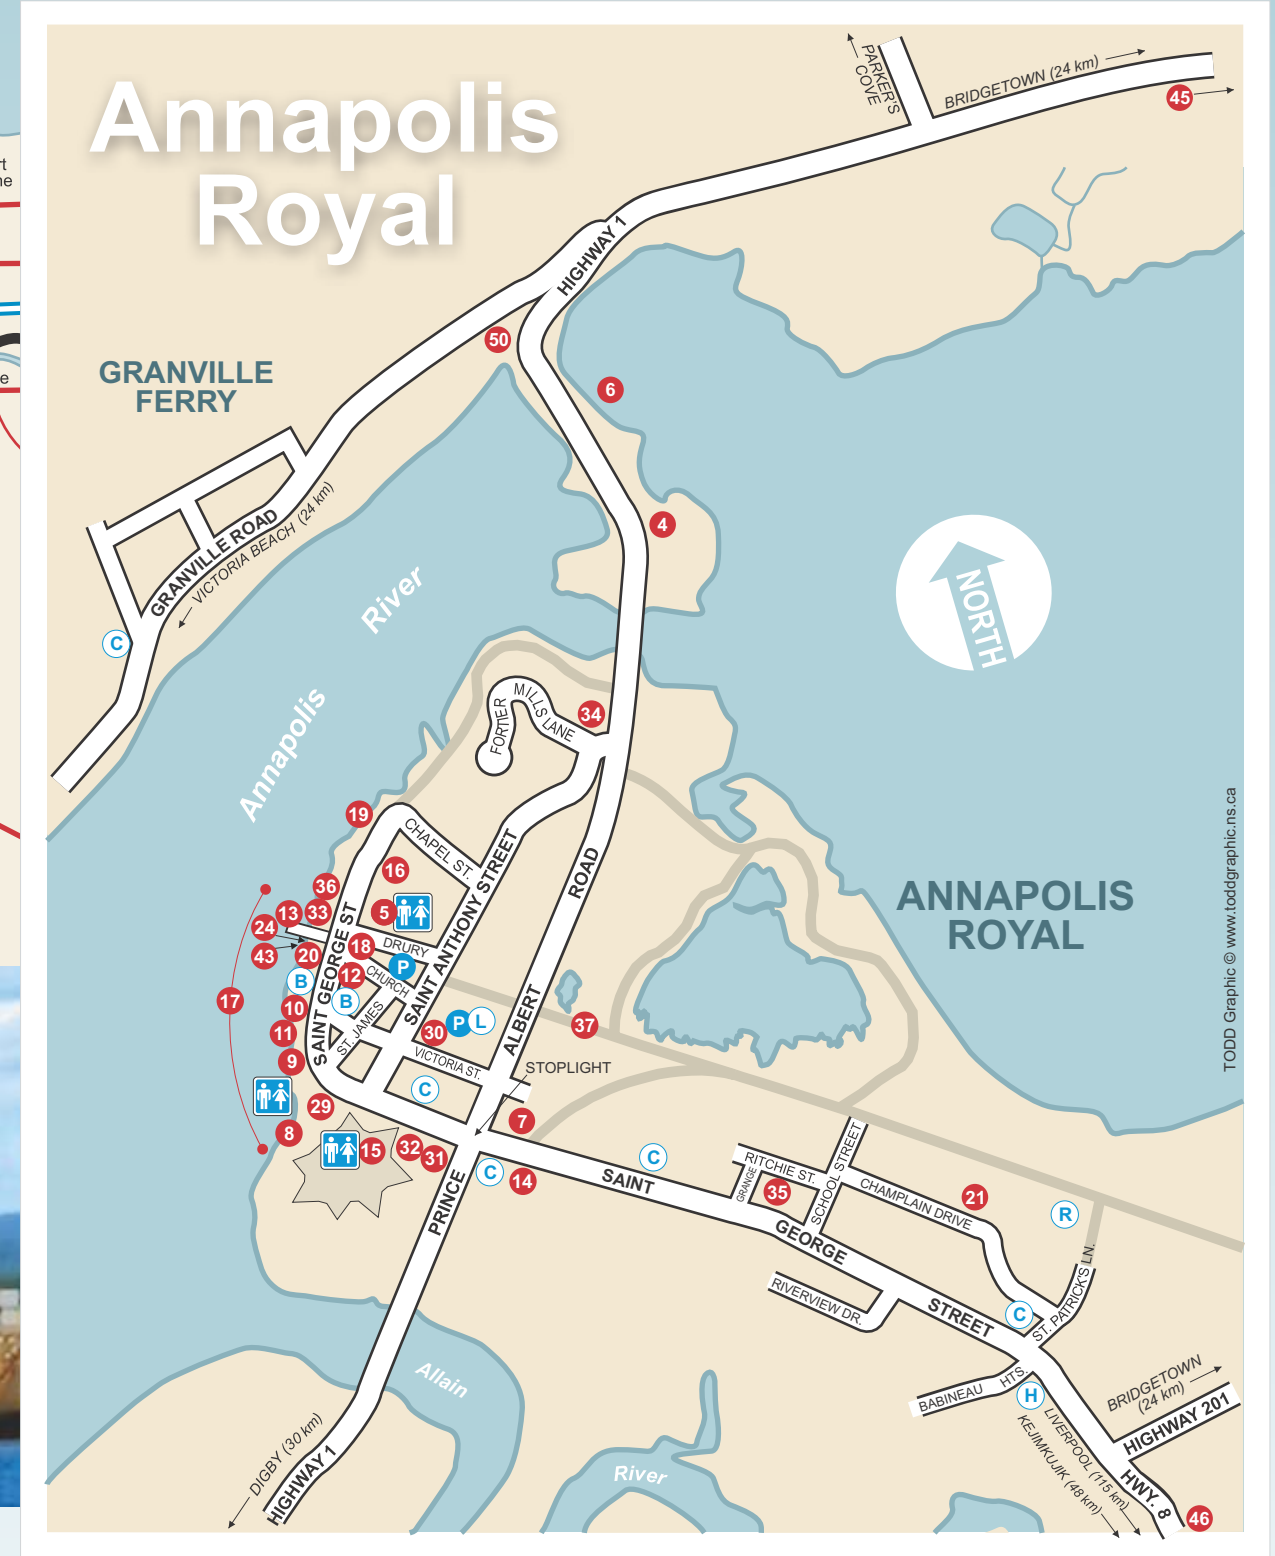 Annapolis
Royal
PARKER'S
COVE
BRIDGETOWN (24 km)
45
HIGHWAY 1
50
GRANVILLE
FERRY
6
4
GRANVILLE ROAD
VICTORIA BEACH (24 km)
C
River
Annapolis
NORTH
FORTIER
MILLS LANE
34
19
CHAPEL ST.
16
36
13
33
5
24
43
20
18
DRURY
P
12
CHURCH
B
B
17
10
11
9
SAINT GEORGE ST
ST. JAMES
SAINT ANTHONY STREET
30
P
L
VICTORIA ST.
ALBERT
ROAD
37
STOPLIGHT
C
29
7
8
15
32
31
C
14
C
PRINCE
SAINT
GEORGE
STREET
RITCHIE ST.
GRANGE
35
SCHOOL STREET
CHAMPLAIN DRIVE
21
R
ST. PATRICK'S LN.
C
RIVERVIEW DR.
BABINEAU HTS.
H
BRIDGETOWN
(24 km)
HIGHWAY 201
LIVERPOOL (115 km)
KEJIMKUJIK (48 km)
HWY. 8
46
ANNAPOLIS
ROYAL
Allain
River
DIGBY (30 km)
HIGHWAY 1
TODD Graphic © www.toddgraphic.ns.ca